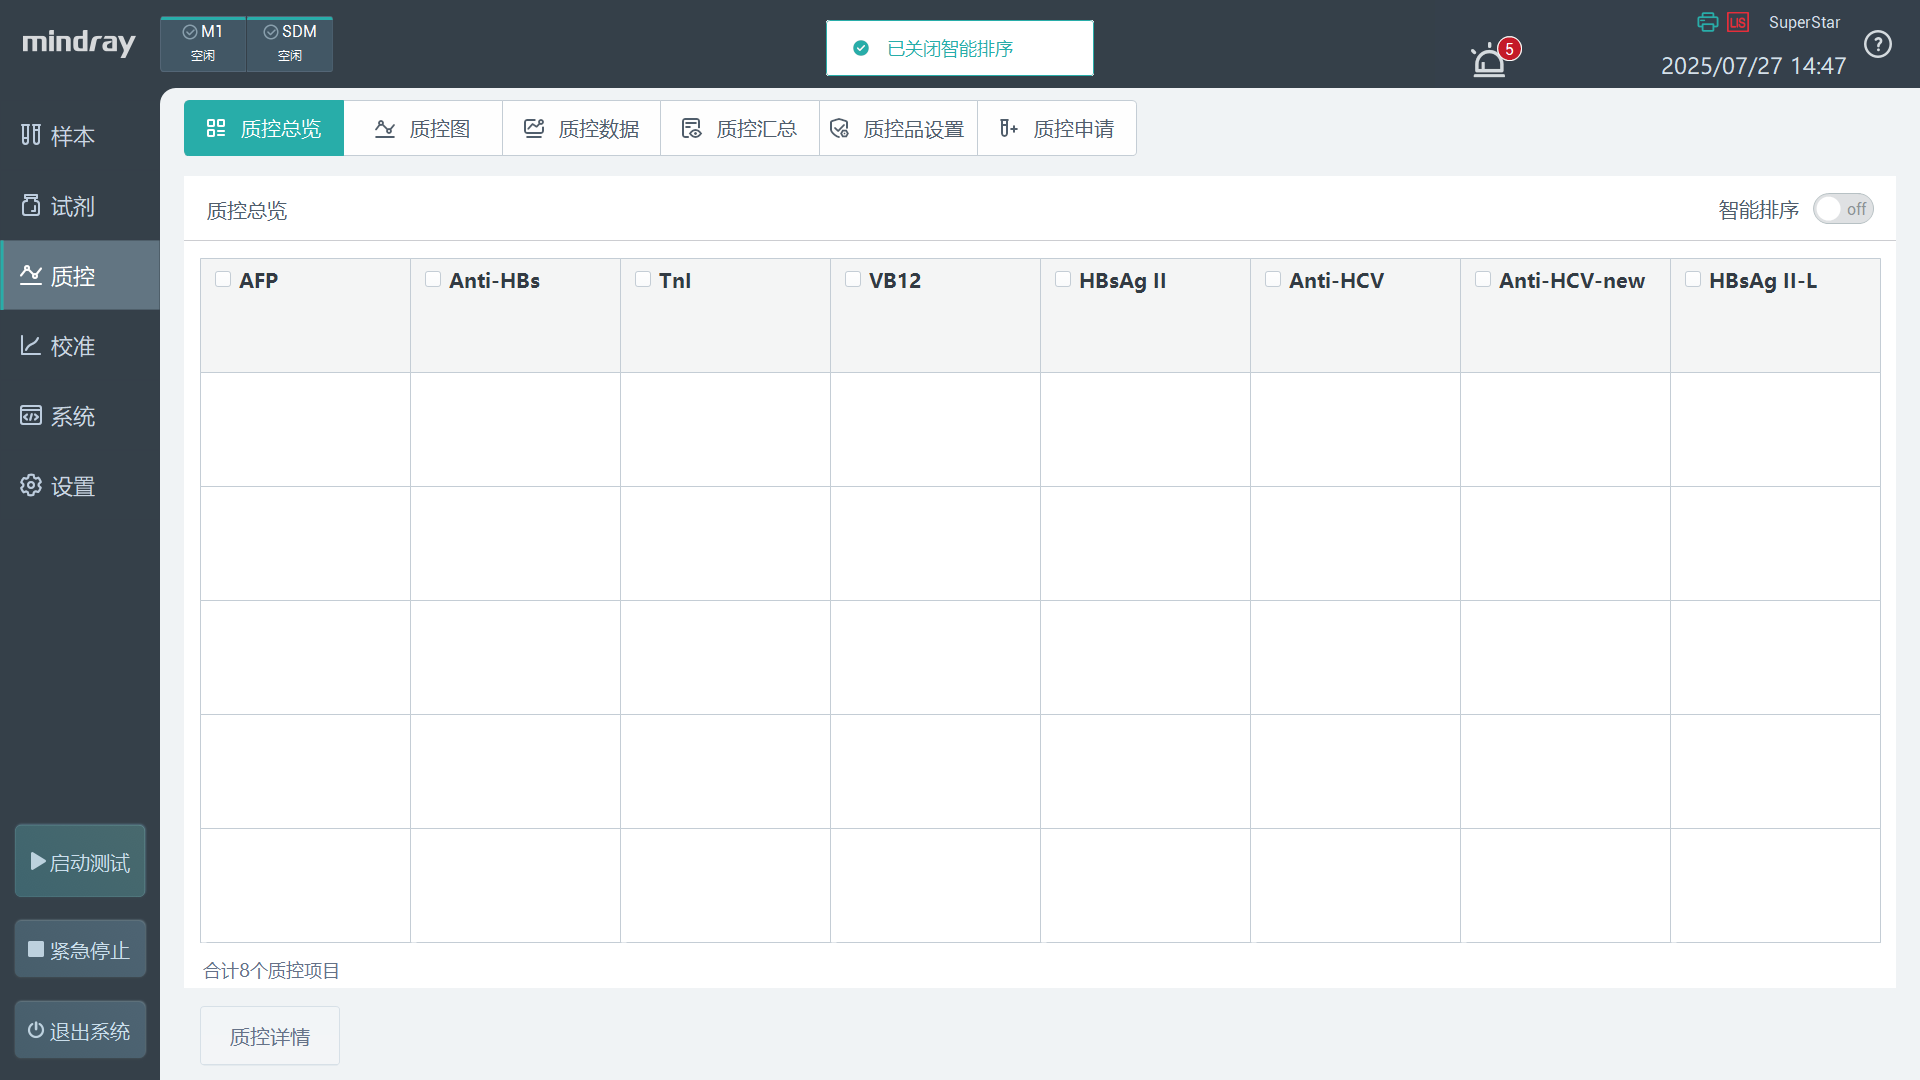 mindray
M1
空闲
SDM
空闲
已关闭智能排序
5
LIS
SuperStar
2025/07/27 14:47
?
样本
试剂
质控
校准
系统
设置
启动测试
紧急停止
退出系统
质控总览
质控图
质控数据
质控汇总
质控品设置
质控申请
质控总览
智能排序
off
AFP
Anti-HBs
TnI
VB12
HBsAg II
Anti-HCV
Anti-HCV-new
HBsAg II-L
合计8个质控项目
质控详情